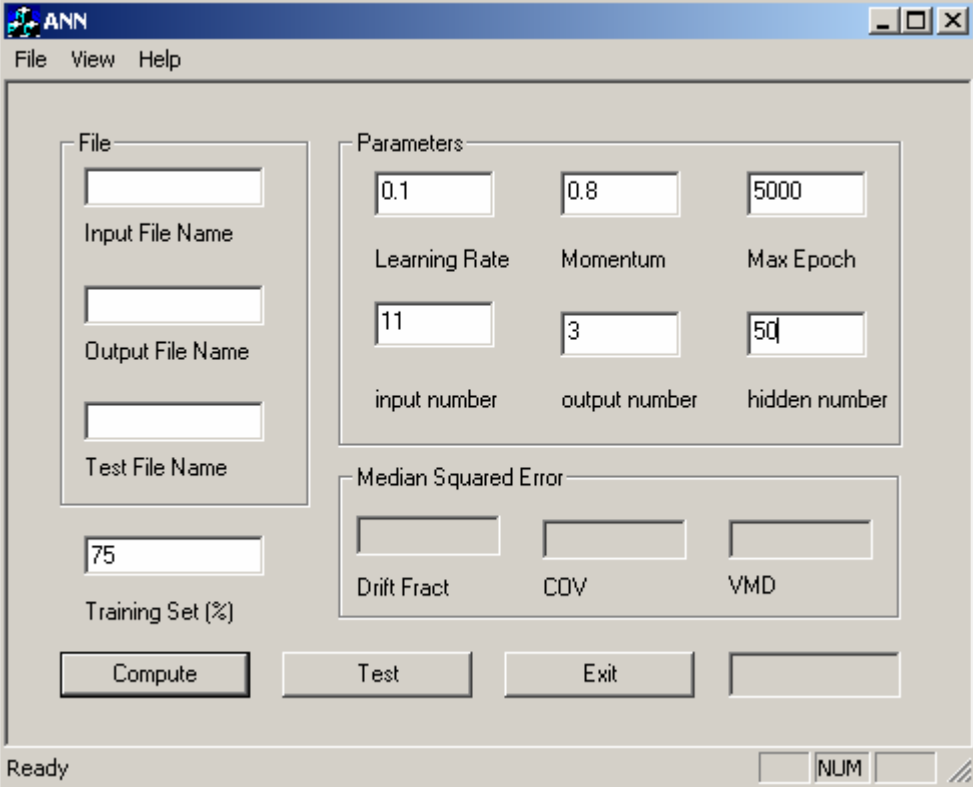 ANN
File View Help
File
Input File Name
Output File Name
Test File Name
75
Training Set (%)
Parameters
0.1 0.8 5000
Learning Rate Momentum Max Epoch
11 3 50
input number output number hidden number
Median Squared Error
Drift Fract COV VMD
Compute Test Exit
Ready NUM